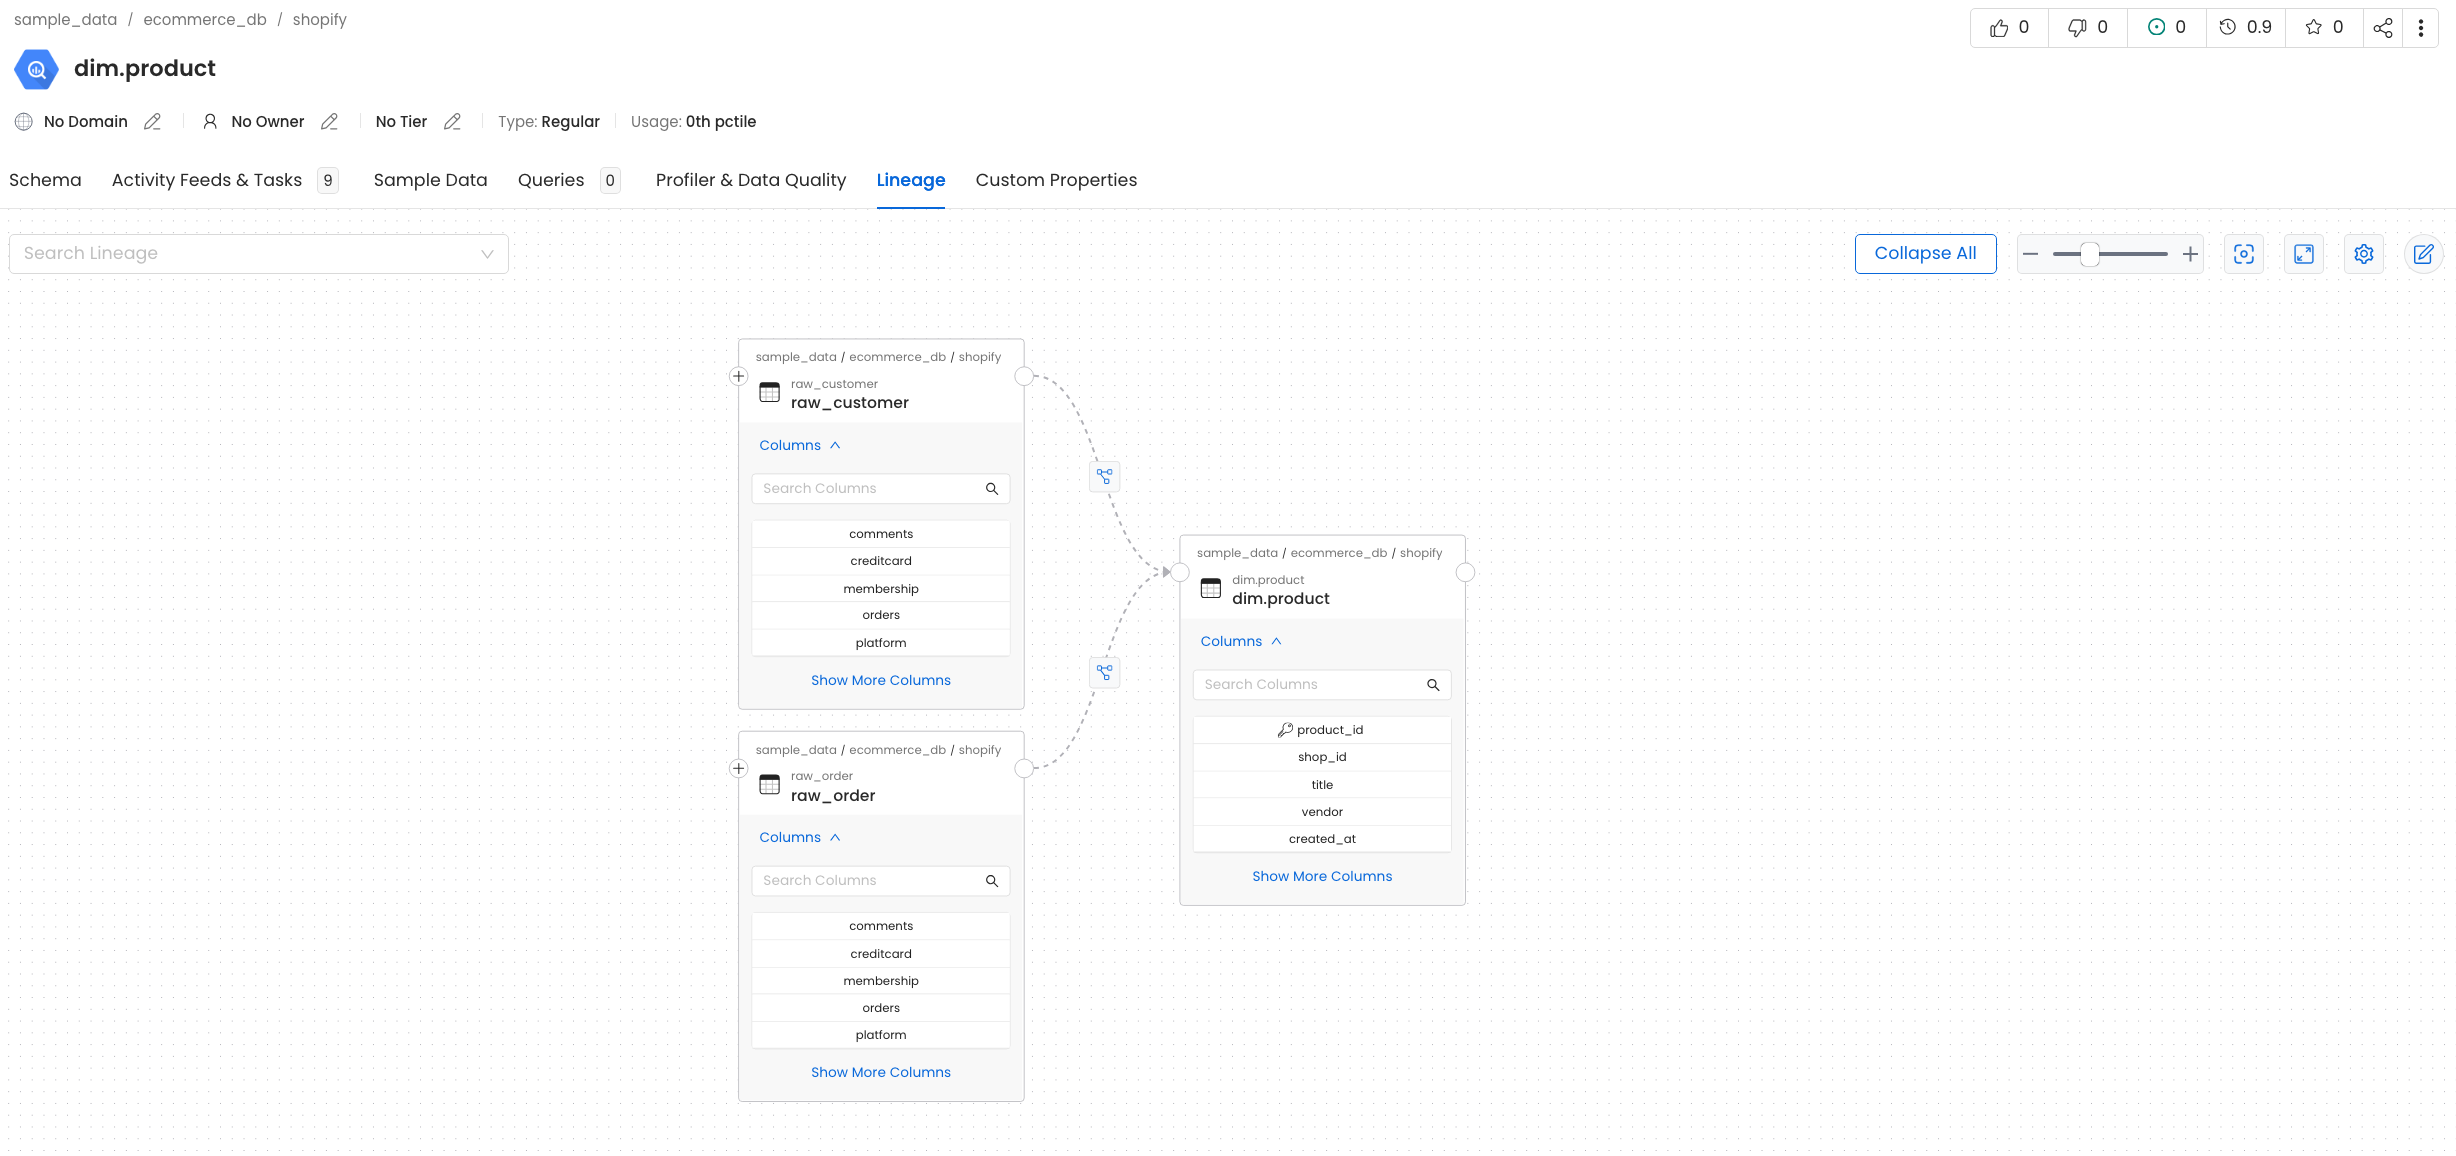 sample_data / ecommerce_db / shopify
0 0 0 0.9 0
dim.product
No Domain No Owner No Tier Type: Regular Usage: 0th pctile
Schema Activity Feeds & Tasks 9 Sample Data Queries 0 Profiler & Data Quality Lineage Custom Properties
Search Lineage
Collapse All
sample_data / ecommerce_db / shopify
raw_customer
raw_customer
Columns
Search Columns
comments
creditcard
membership
orders
platform
Show More Columns
sample_data / ecommerce_db / shopify
raw_order
raw_order
Columns
Search Columns
comments
creditcard
membership
orders
platform
Show More Columns
sample_data / ecommerce_db / shopify
dim.product
dim.product
Columns
Search Columns
product_id
shop_id
title
vendor
created_at
Show More Columns